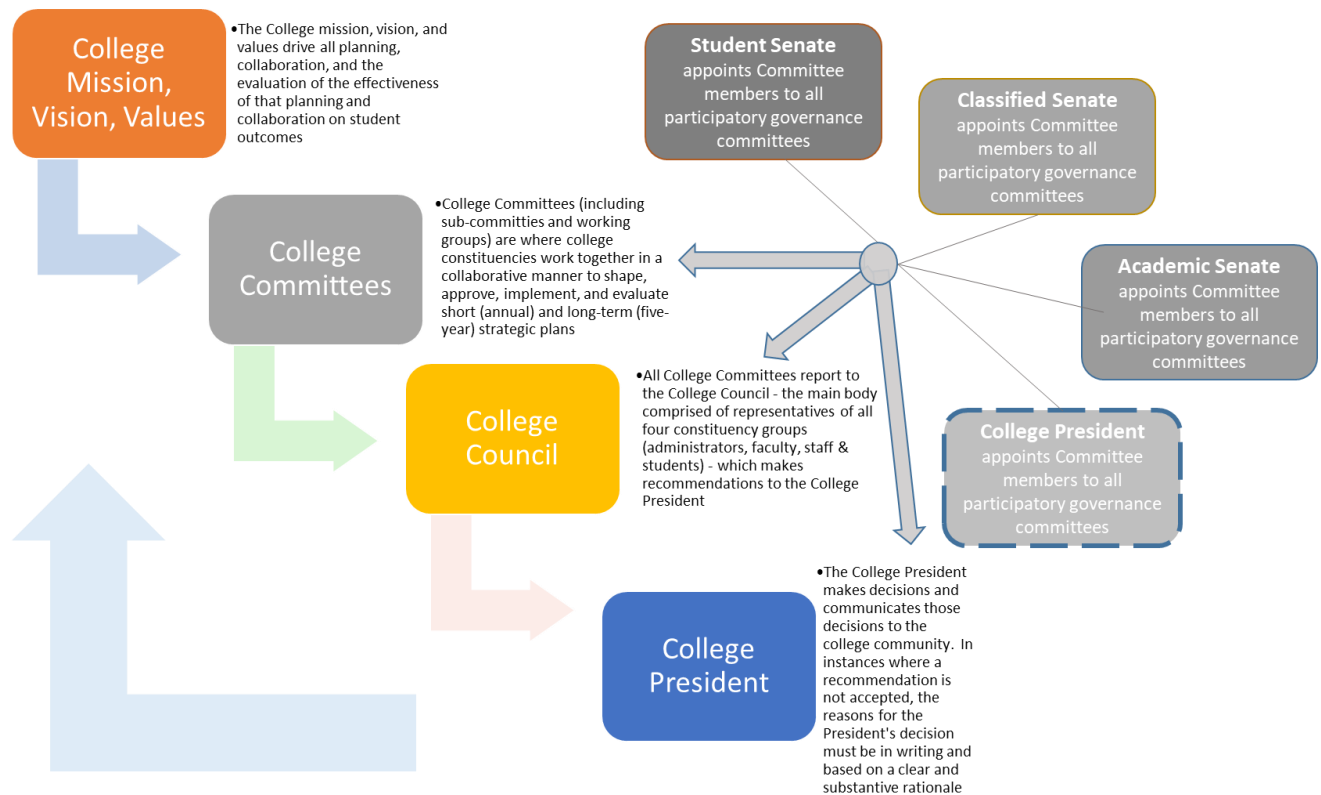 College
Mission,
Vision, Values
•The College mission, vision, and
values drive all planning,
collaboration, and the
evaluation of the effectiveness
of that planning and
collaboration on student
outcomes
Student Senate
appoints Committee
members to all
participatory governance
committees
Classified Senate
appoints Committee
members to all
participatory governance
committees
College
Committees
•College Committees (including
sub-committies and working
groups) are where college
constituencies work together in a
collaborative manner to shape,
approve, implement, and evaluate
short (annual) and long-term (five-
year) strategic plans
Academic Senate
appoints Committee
members to all
participatory governance
committees
College
Council
•All College Committees report to
the College Council - the main body
comprised of representatives of all
four constituency groups
(administrators, faculty, staff &
students) - which makes
recommendations to the College
President
College President
appoints Committee
members to all
participatory governance
committees
College
President
•The College President
makes decisions and
communicates those
decisions to the
college community. In
instances where a
recommendation is
not accepted, the
reasons for the
President's decision
must be in writing and
based on a clear and
substantive rationale